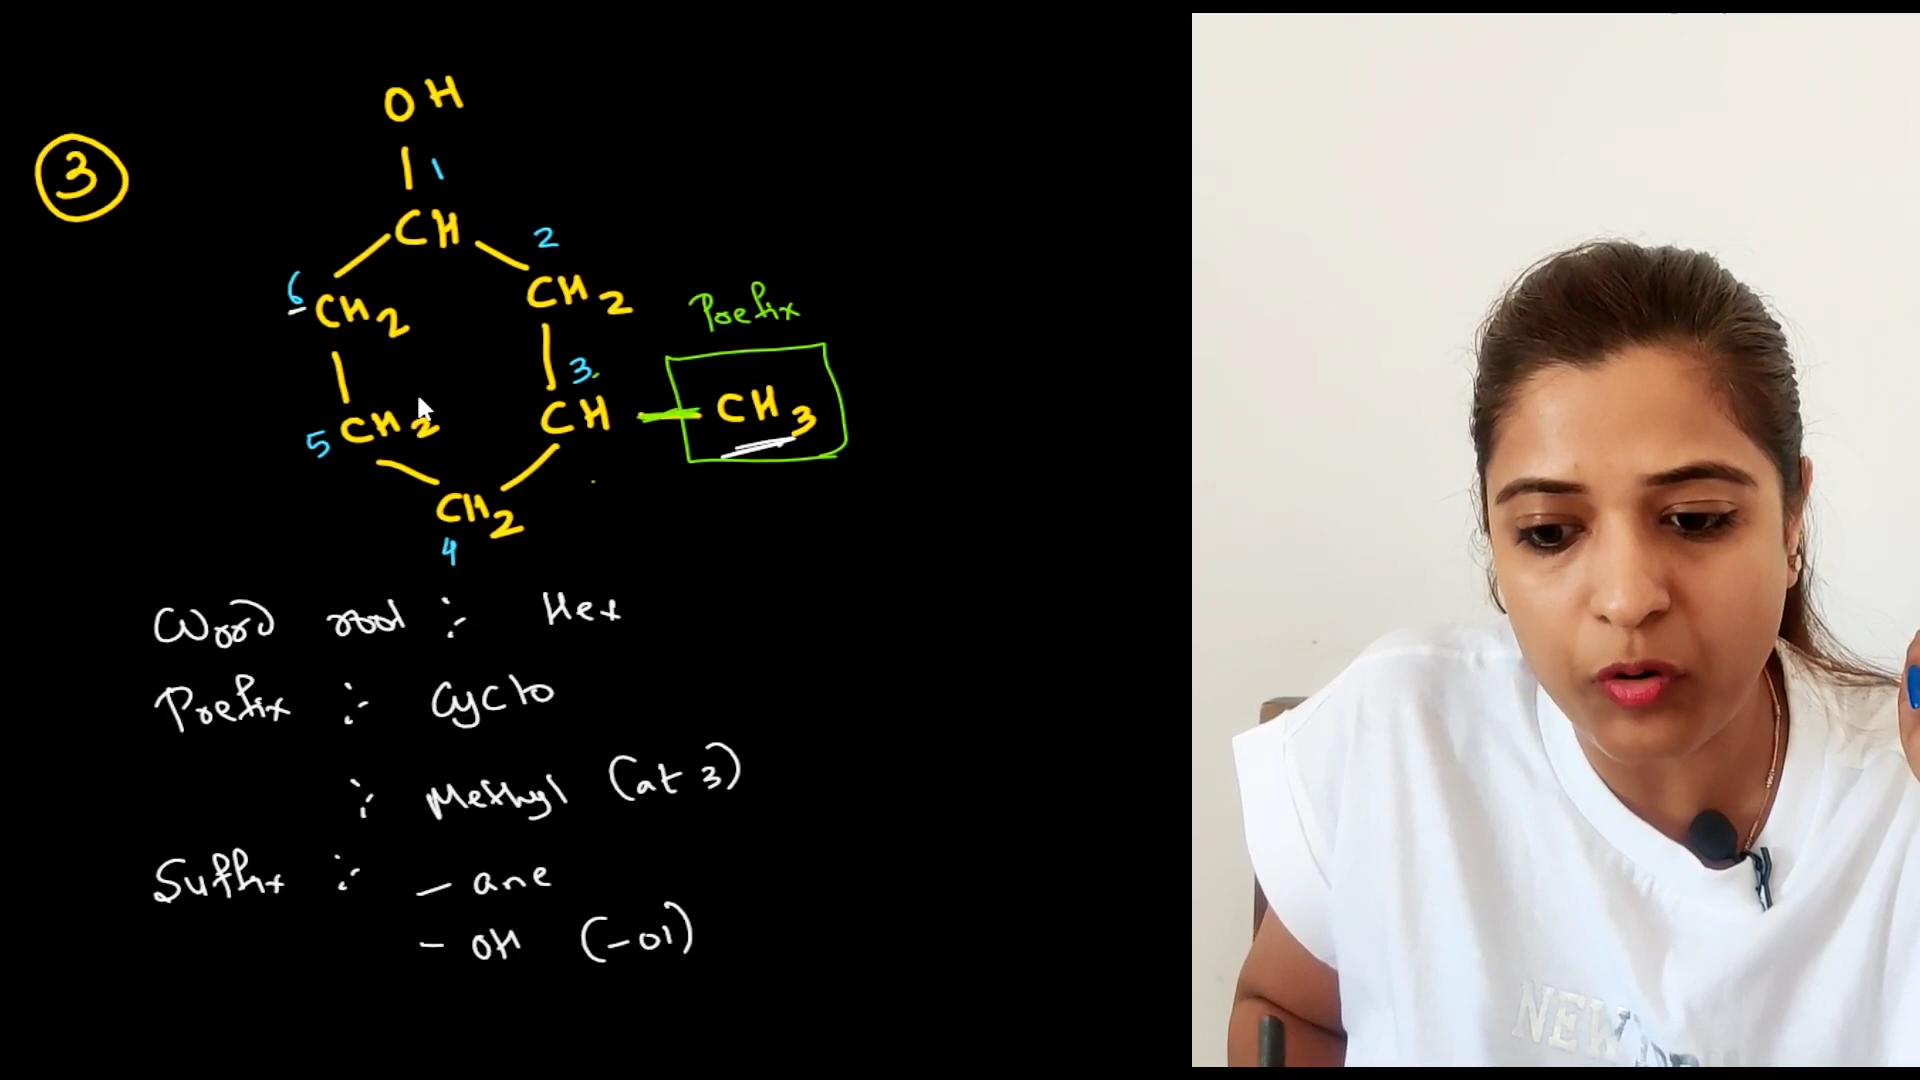 3
OH
1
CH
2
6
CH2
CH2
Prefix
3.
CH3
CH
5
CH2
CH2
4
Word root :- Hex
Prefix :- Cyclo
:- Methyl (at 3)
Suffix :- - ane
- OH (-ol)
NEW